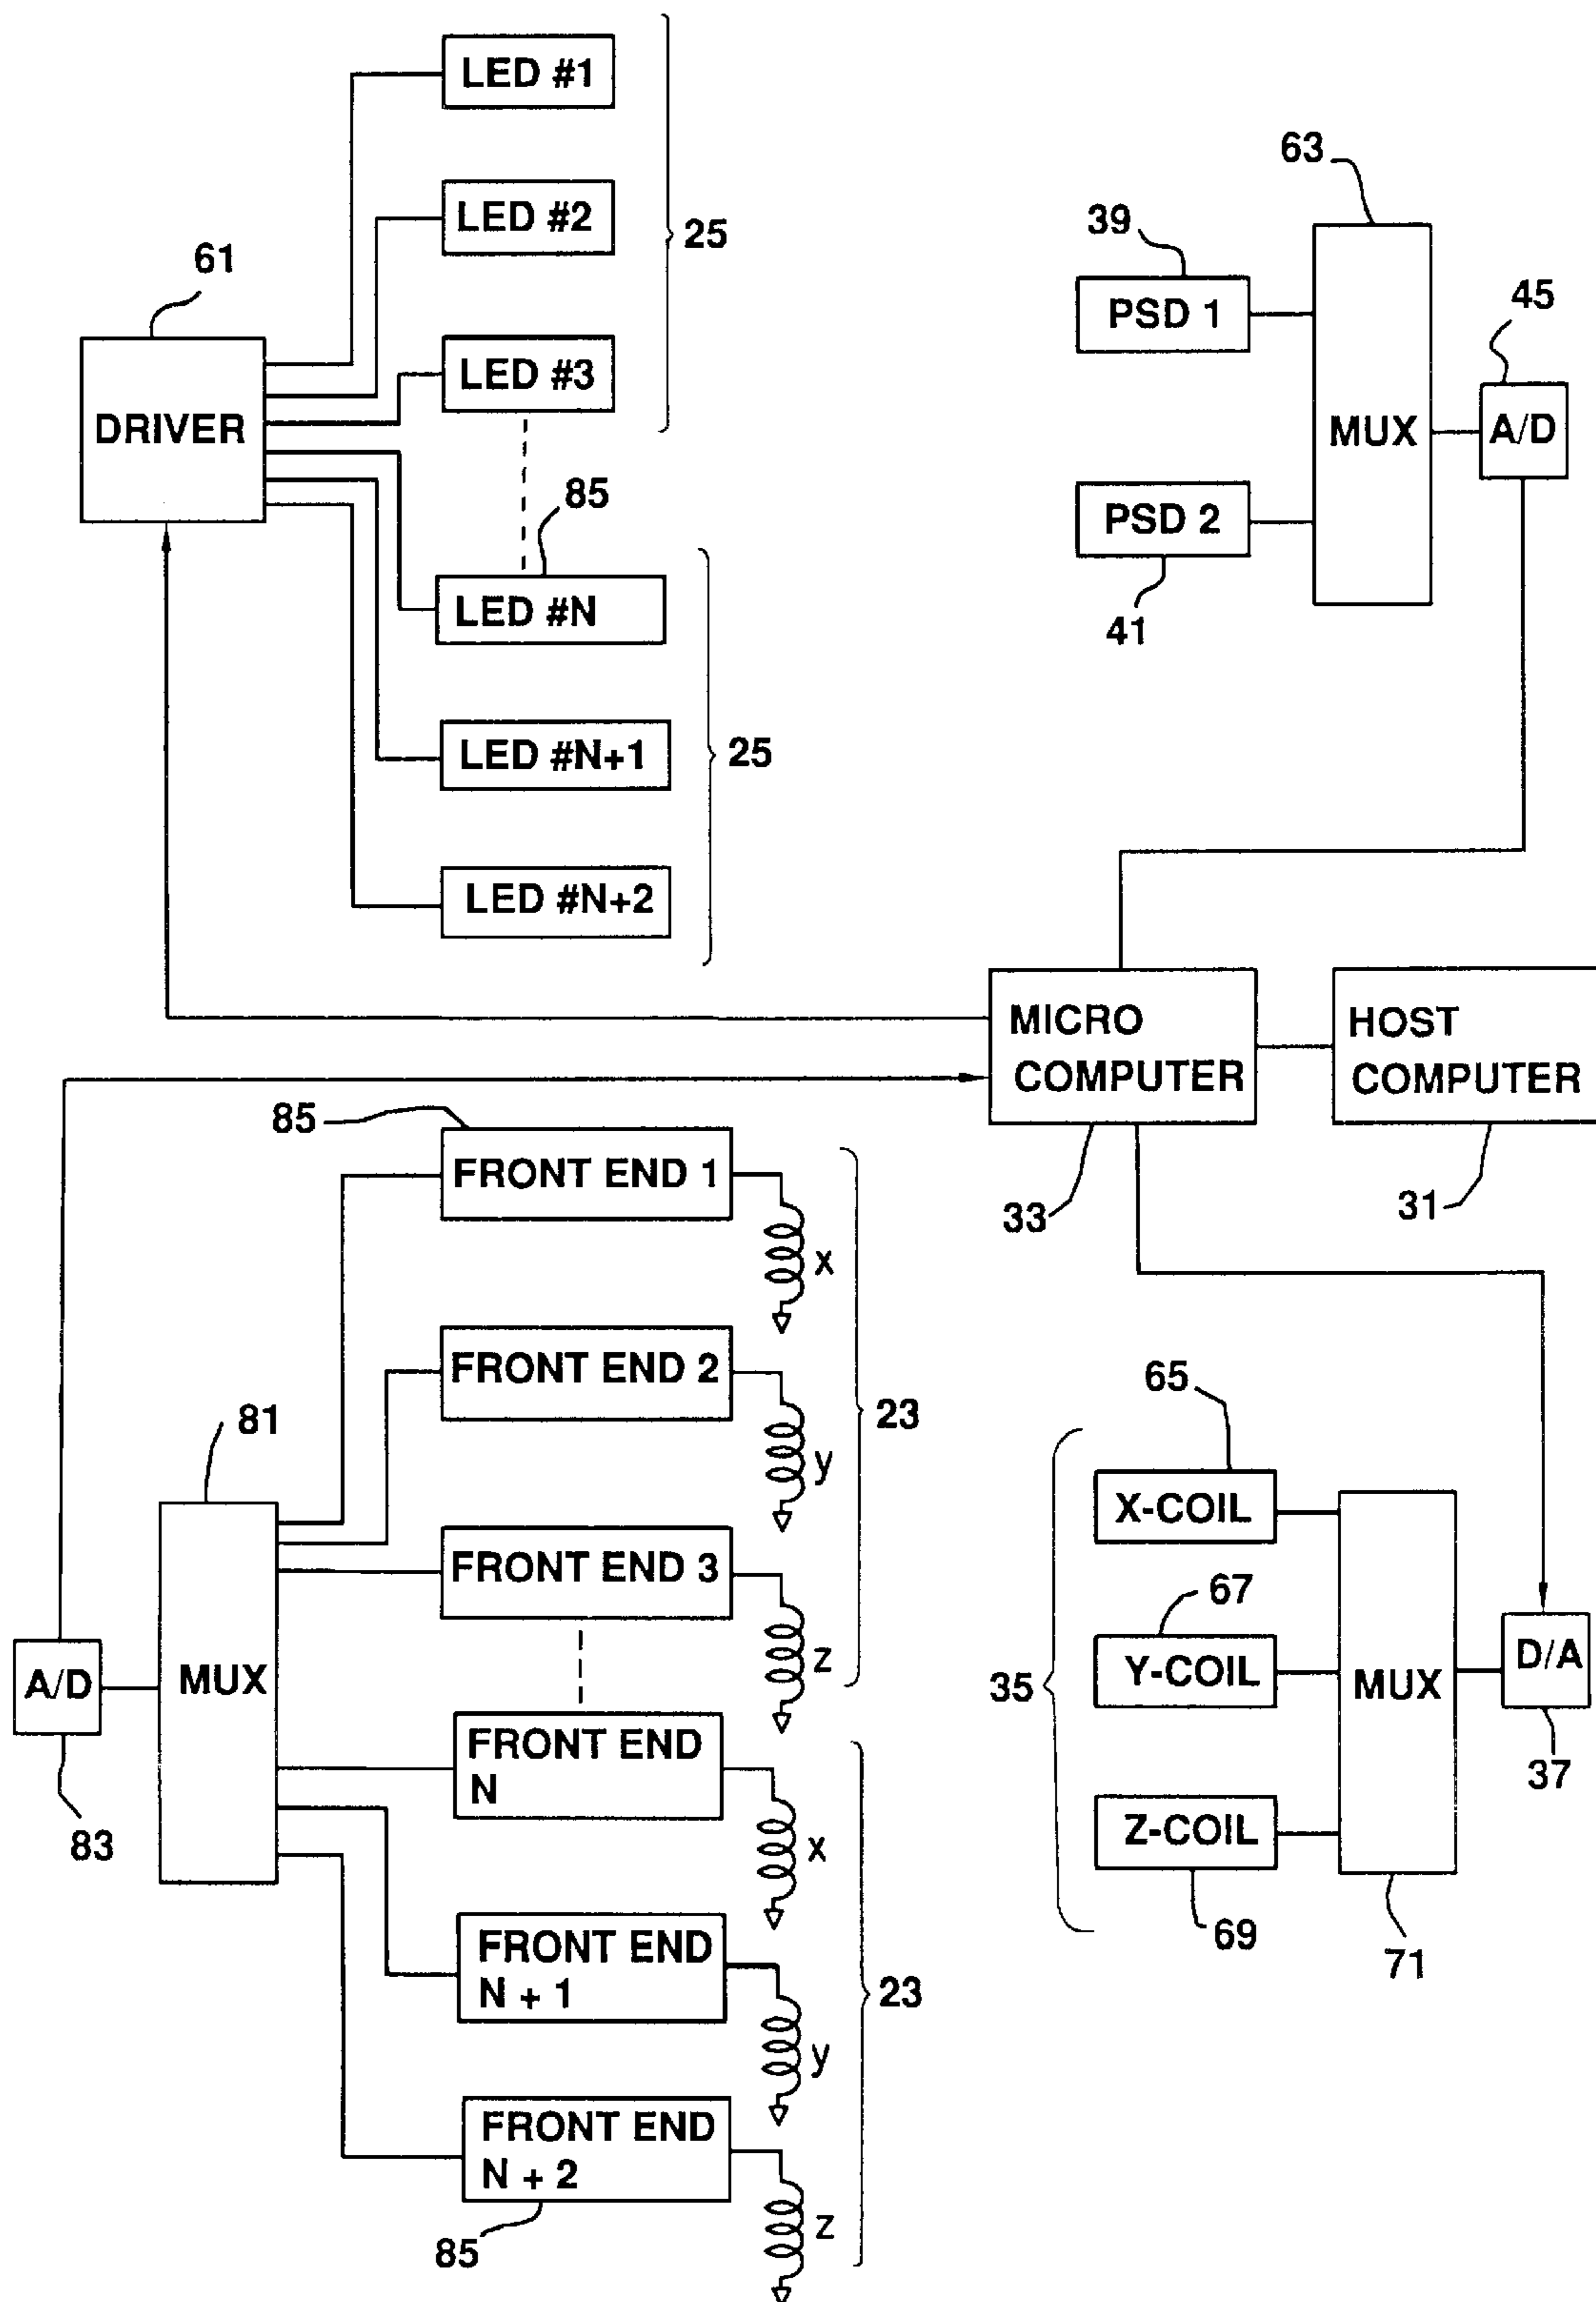 LED #1
LED #2
25
61
LED #3
DRIVER
85
LED #N
LED #N+1
25
LED #N+2
63
39
PSD 1
45
MUX
A/D
PSD 2
41
MICRO
COMPUTER
HOST
COMPUTER
33
31
85
FRONT END 1
x
FRONT END 2
y
23
81
FRONT END 3
z
A/D
MUX
83
FRONT END
N
x
FRONT END
N + 1
y
23
FRONT END
N + 2
z
85
65
X-COIL
67
35
Y-COIL
MUX
D/A
37
Z-COIL
69
71